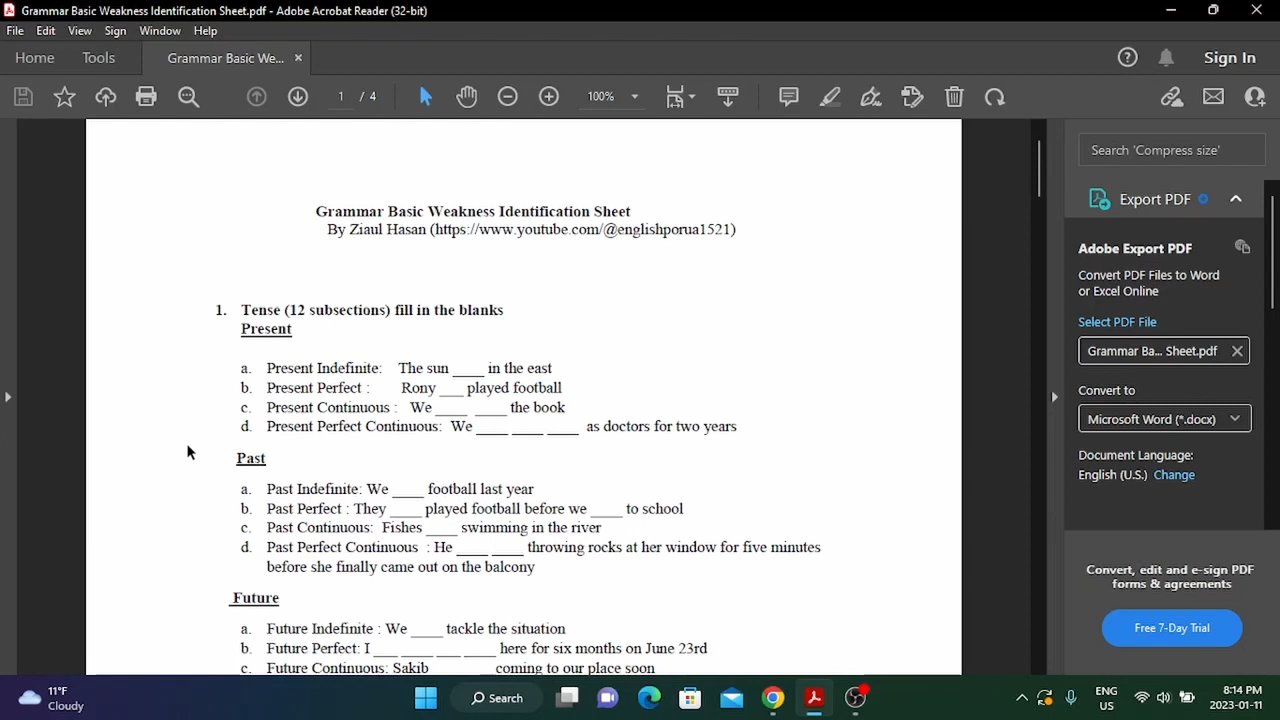 Grammar Basic Weakness Identification Sheet.pdf - Adobe Acrobat Reader (32-bit)
File Edit View Sign Window Help
Home Tools Grammar Basic We... × Sign In
1 / 4 100%
Grammar Basic Weakness Identification Sheet
By Ziaul Hasan (https://www.youtube.com/@englishporua1521)
1. Tense (12 subsections) fill in the blanks
Present
a. Present Indefinite: The sun ____ in the east
b. Present Perfect : Rony ___ played football
c. Present Continuous : We ____ ____ the book
d. Present Perfect Continuous: We ____ ____ ____ as doctors for two years
Past
a. Past Indefinite: We ____ football last year
b. Past Perfect : They ____ played football before we ____ to school
c. Past Continuous: Fishes ____ swimming in the river
d. Past Perfect Continuous : He ____ ____ throwing rocks at her window for five minutes
before she finally came out on the balcony
Future
a. Future Indefinite : We ____ tackle the situation
b. Future Perfect: I ___ ____ ___ ____ here for six months on June 23rd
c. Future Continuous: Sakib coming to our place soon
Search 'Compress size'
Export PDF
Adobe Export PDF
Convert PDF Files to Word
or Excel Online
Select PDF File
Grammar Ba... Sheet.pdf
Convert to
Microsoft Word (*.docx)
Document Language:
English (U.S.) Change
Convert, edit and e-sign PDF
forms & agreements
Free 7-Day Trial
11°F
Cloudy
Search
ENG
US
8:14 PM
2023-01-11